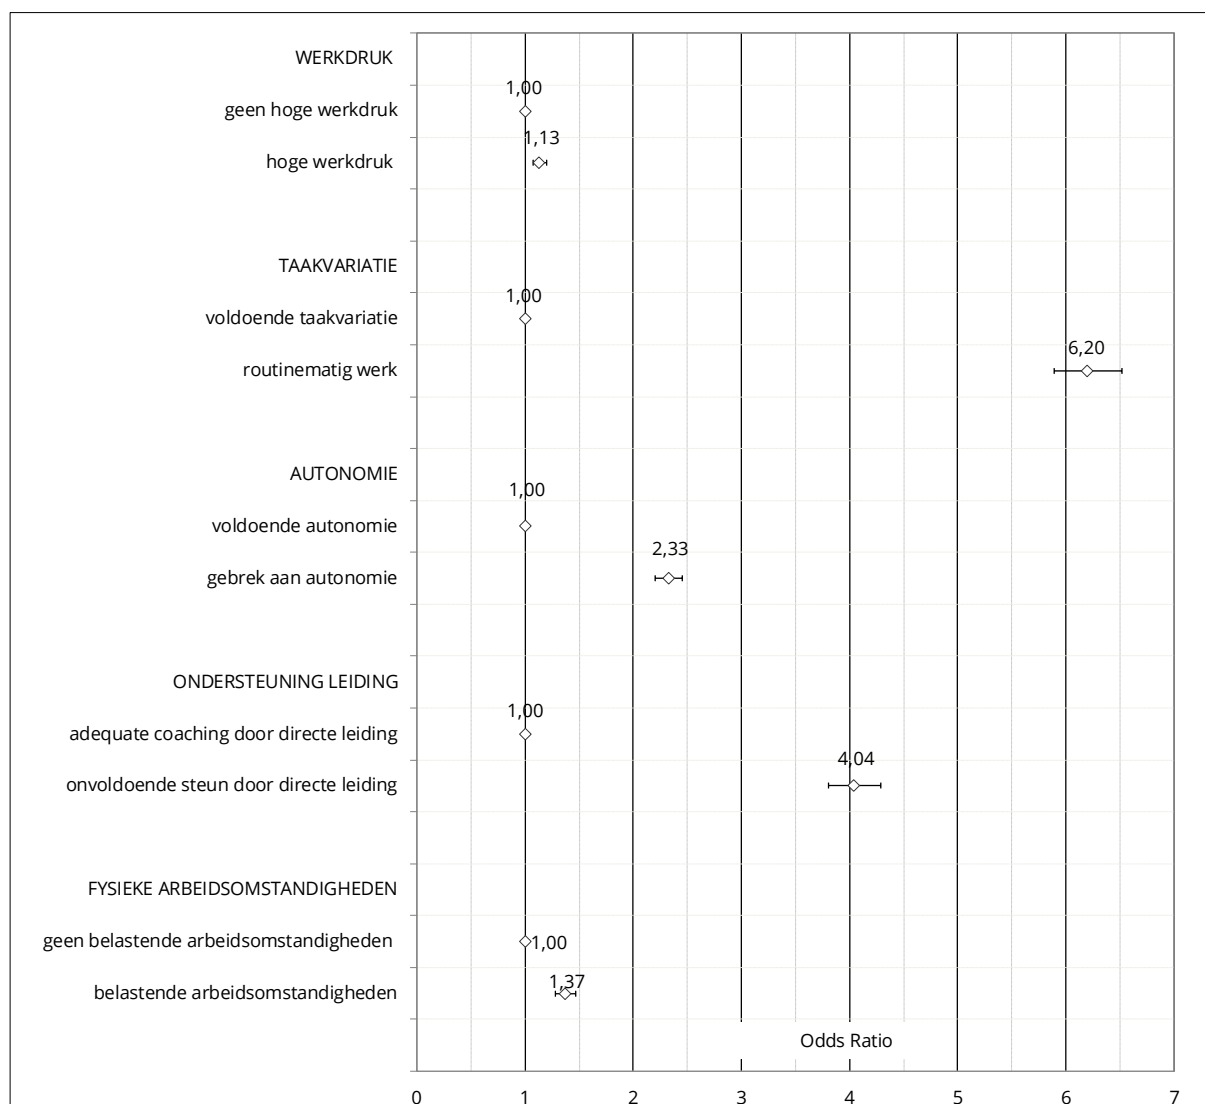 WERKDRUK
1,00
geen hoge werkdruk
1,13
hoge werkdruk
TAAKVARIATIE
1,00
voldoende taakvariatie
6,20
routinematig werk
AUTONOMIE
1,00
voldoende autonomie
2,33
gebrek aan autonomie
ONDERSTEUNING LEIDING
1,00
adequate coaching door directe leiding
4,04
onvoldoende steun door directe leiding
FYSIEKE ARBEIDSOMSTANDIGHEDEN
geen belastende arbeidsomstandigheden 1,00
1,37
belastende arbeidsomstandigheden
Odds Ratio
0 1 2 3 4 5 6 7